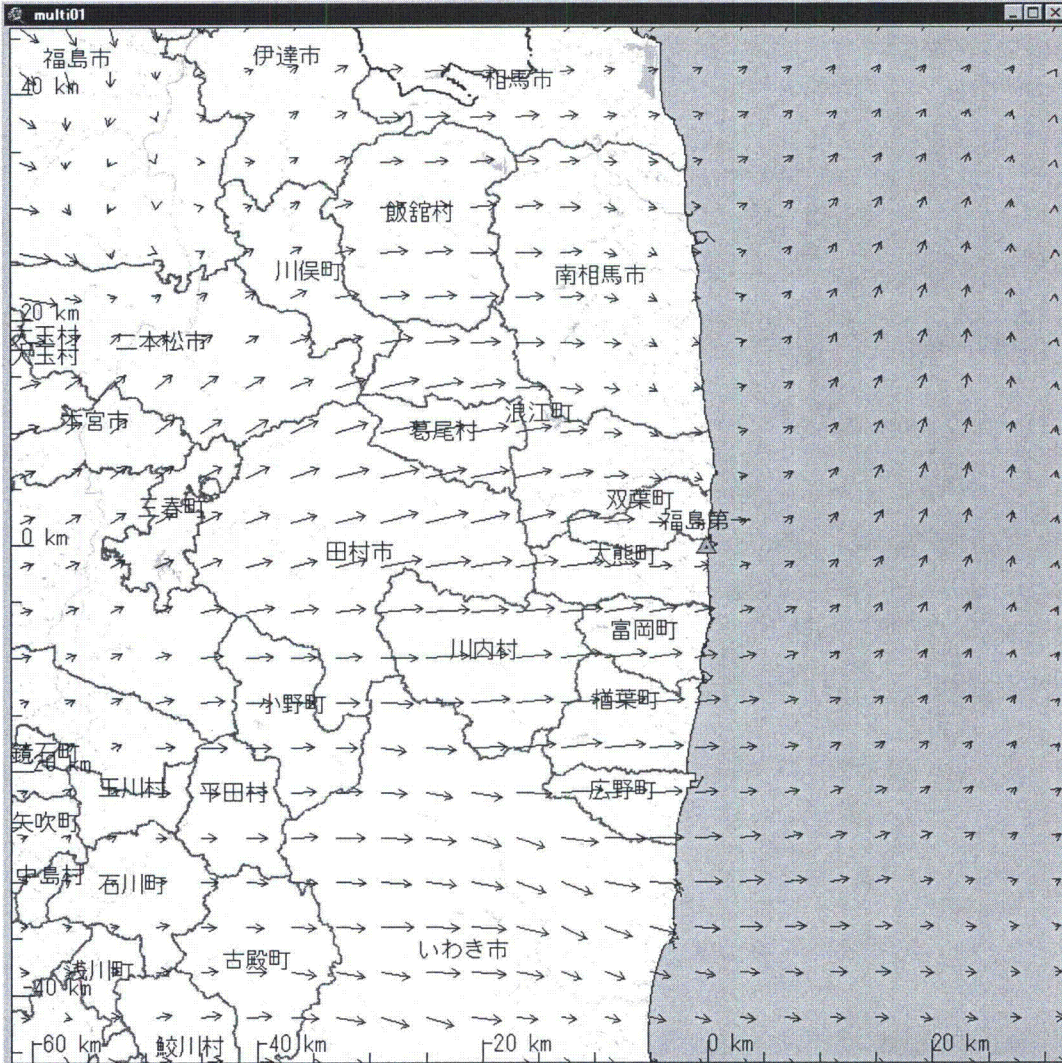 multi01
福島市
伊達市
相馬市
40 km
飯舘村
川俣町
南相馬市
20 km
大玉村
二本松市
大玉村
本宮市
浪江町
葛尾村
三春町
双葉町
福島第一
0 km
田村市
大熊町
富岡町
川内村
小野町
楢葉町
鏡石町
-20 km
玉川村
平田村
広野町
矢吹町
中島村
石川町
いわき市
古殿町
浅川町
-40 km
鮫川村
-60 km
-40 km
-20 km
0 km
20 km